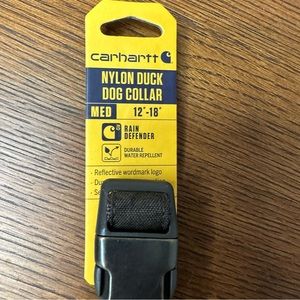 carhartt
NYLON DUCK
DOG COLLAR
MED 12"-18"
RAIN
DEFENDER
DURABLE
WATER REPELLENT
- Reflective wordmark logo